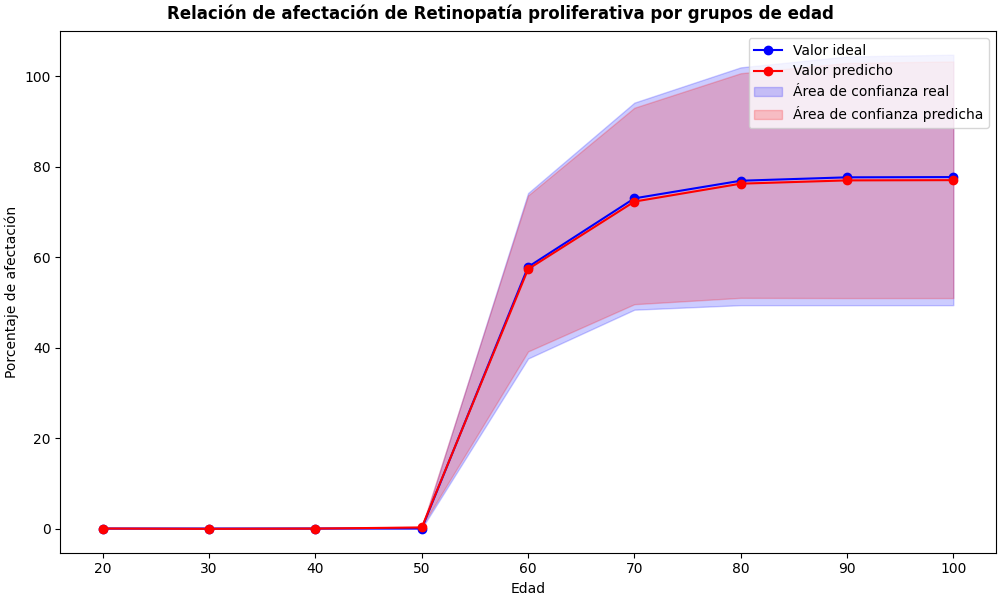 Relación de afectación de Retinopatía proliferativa por grupos de edad
Valor ideal
Valor predicho
Área de confianza real
Área de confianza predicha
Porcentaje de afectación
100
80
60
40
20
0
20 30 40 50 60 70 80 90 100
Edad